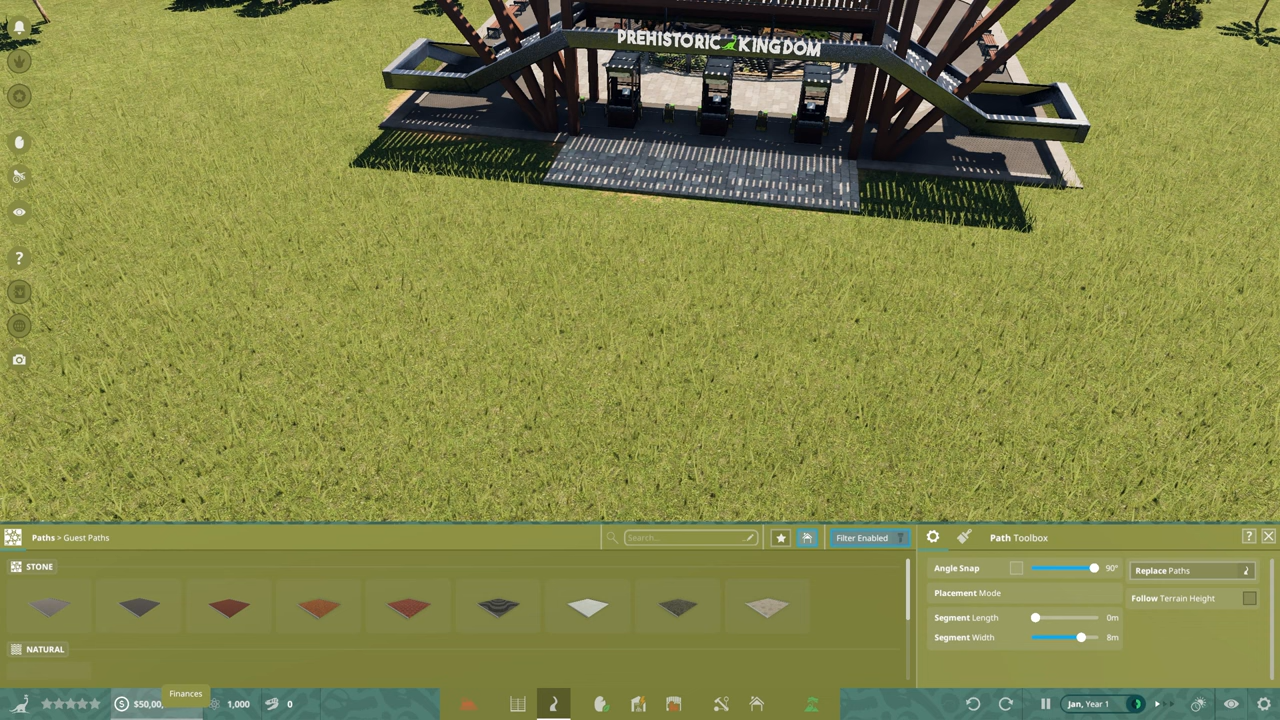 PREHISTORIC KINGDOM
Paths > Guest Paths
Search...
Filter Enabled
Path Toolbox
?
STONE
Angle Snap
90°
Replace Paths
Placement Mode
Follow Terrain Height
Segment Length
0m
Segment Width
8m
NATURAL
Finances
$50,00
1,000
0
Jan, Year 1